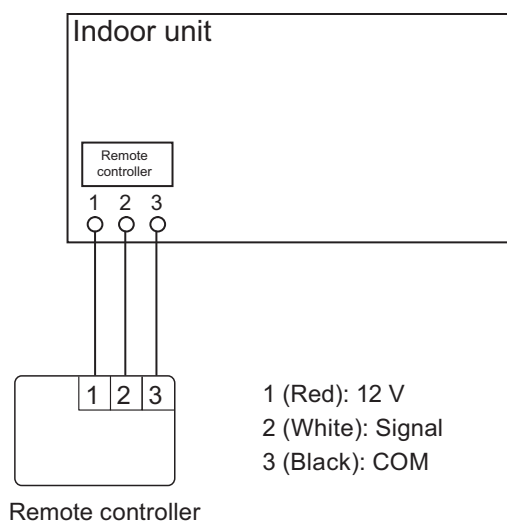 Indoor unit
Remote
controller
1 2 3
1 2 3
1 (Red): 12 V
2 (White): Signal
3 (Black): COM
Remote controller